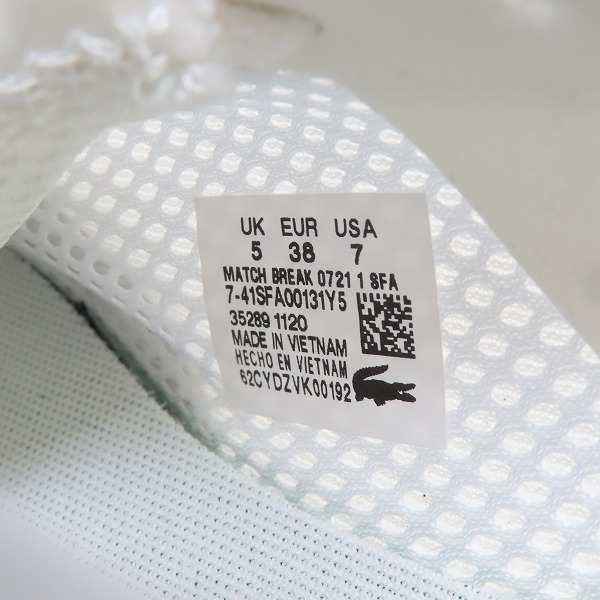 UK EUR USA
5 38 7
MATCH BREAK 0721 1 SFA
7-41SFA00131Y5
35289 1120
MADE IN VIETNAM
HECHO EN VIETNAM
62CYDZVK00192